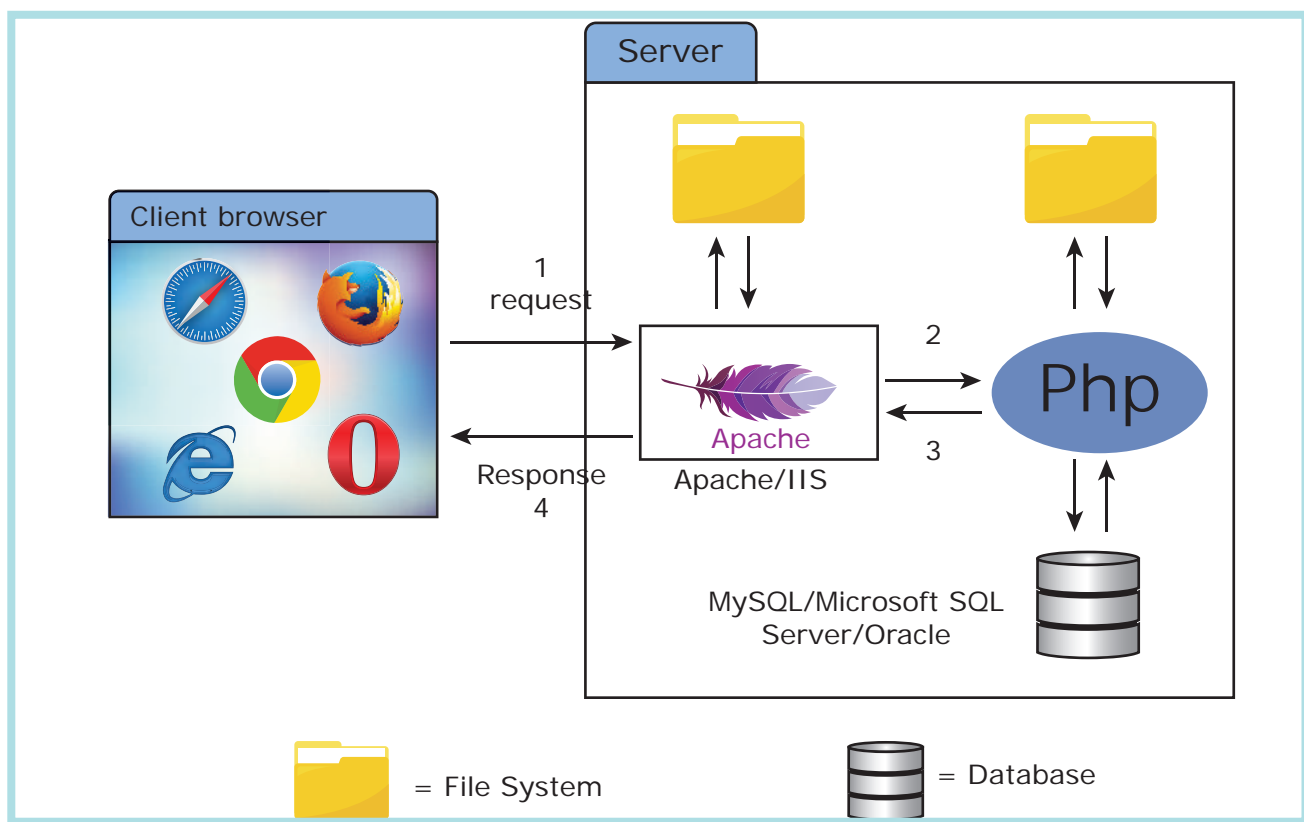 Server
Client browser
1
request
Response
4
Apache
Apache/IIS
2
3
Php
MySQL/Microsoft SQL
Server/Oracle
= File System
= Database